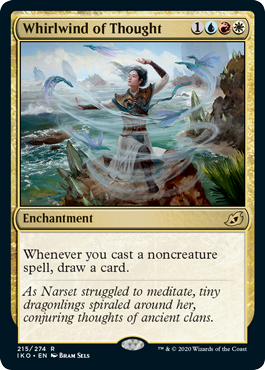 Whirlwind of Thought 1
Enchantment
Whenever you cast a noncreature
spell, draw a card.
As Narset struggled to meditate, tiny
dragonlings spiraled around her,
conjuring thoughts of ancient clans.
215/274 R
IKO • EN BRAM SELS ™ & © 2020 Wizards of the Coast